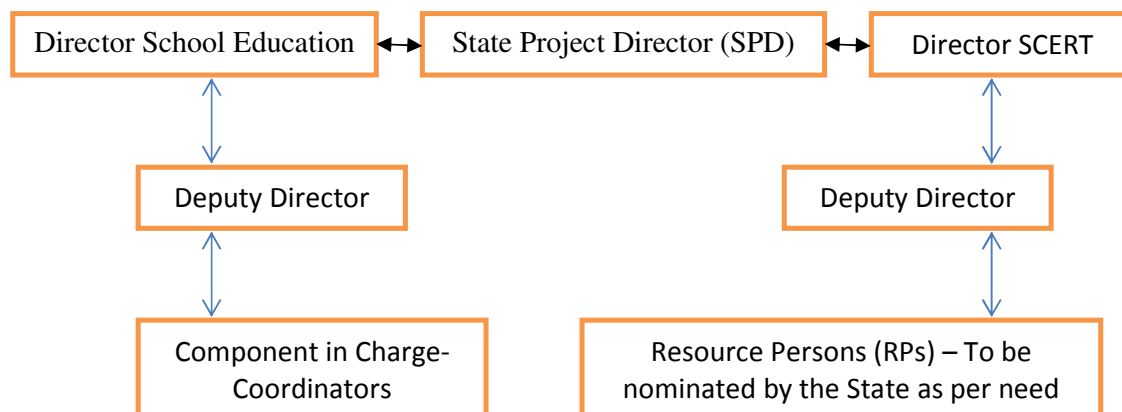 Director School Education
State Project Director (SPD)
Director SCERT
Deputy Director
Deputy Director
Component in Charge-
Coordinators
Resource Persons (RPs) – To be
nominated by the State as per need